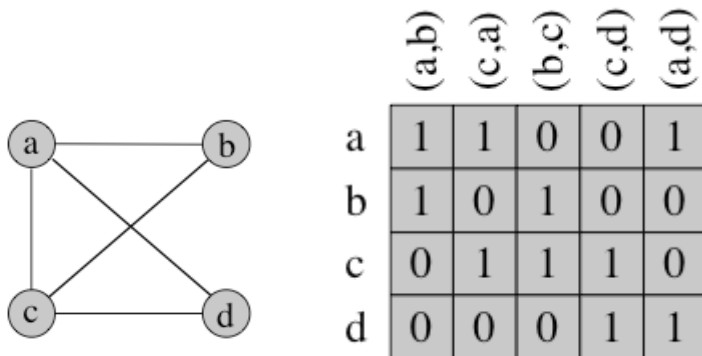 a b
c d
(a,b) (c,a) (b,c) (c,d) (a,d)
a 1 1 0 0 1
b 1 0 1 0 0
c 0 1 1 1 0
d 0 0 0 1 1